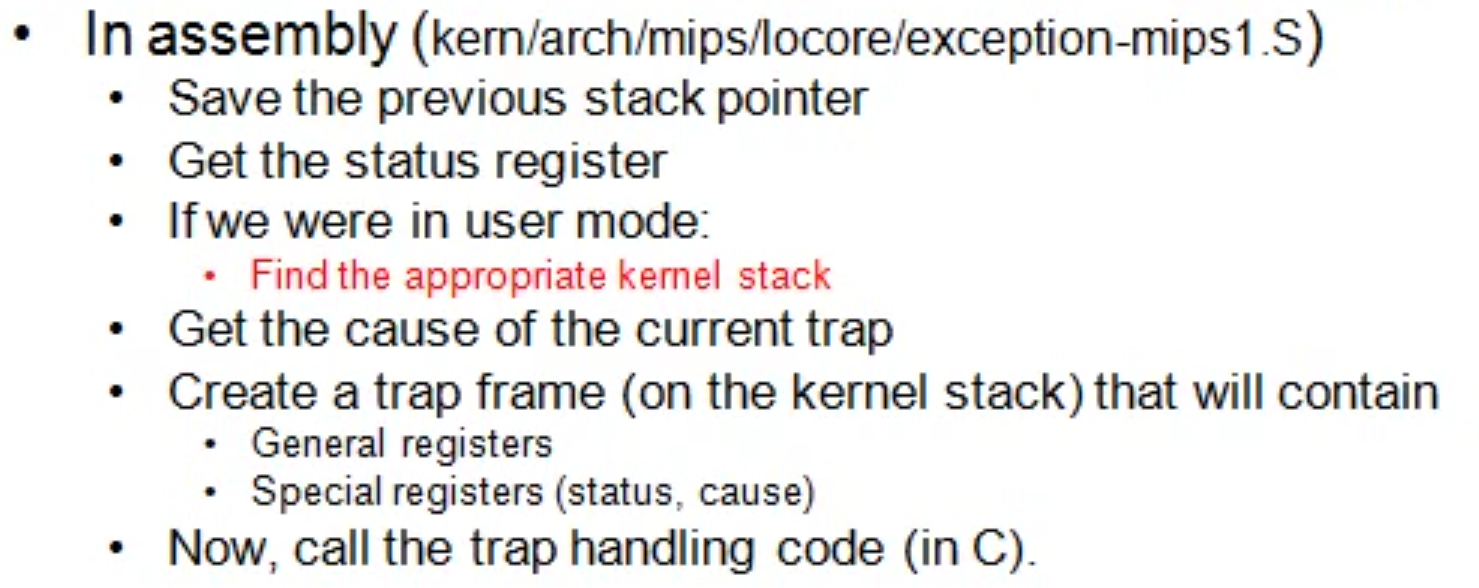 • In assembly (kern/arch/mips/locore/exception-mips1.S)
• Save the previous stack pointer
• Get the status register
• If we were in user mode:
• Find the appropriate kernel stack
• Get the cause of the current trap
• Create a trap frame (on the kernel stack) that will contain
• General registers
• Special registers (status, cause)
• Now, call the trap handling code (in C).